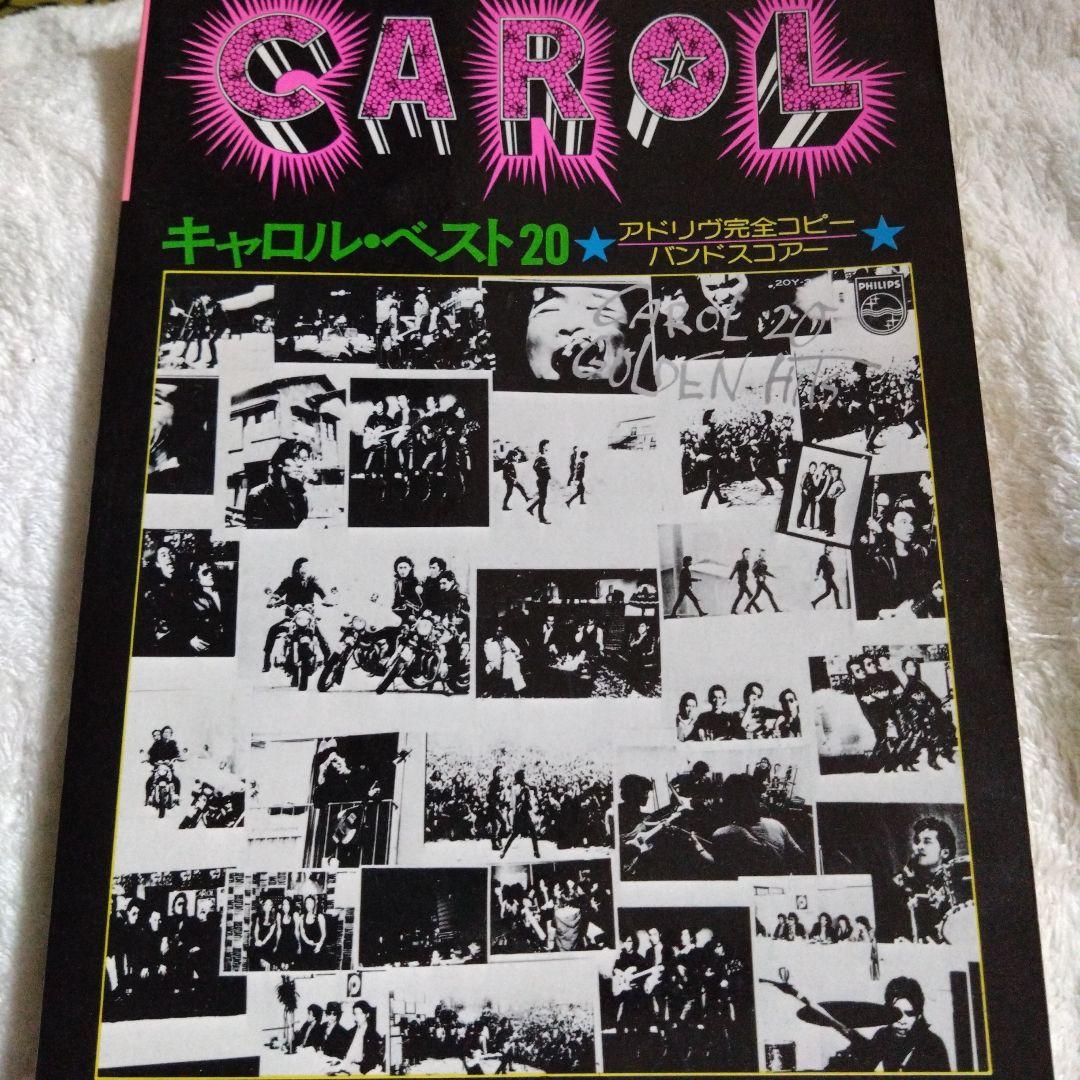 CAROL
キャロル・ベスト20★アドリヴ完全コピー★
バンドスコアー
20Y-
PHILIPS
CAROL 20
GOLDEN HITS